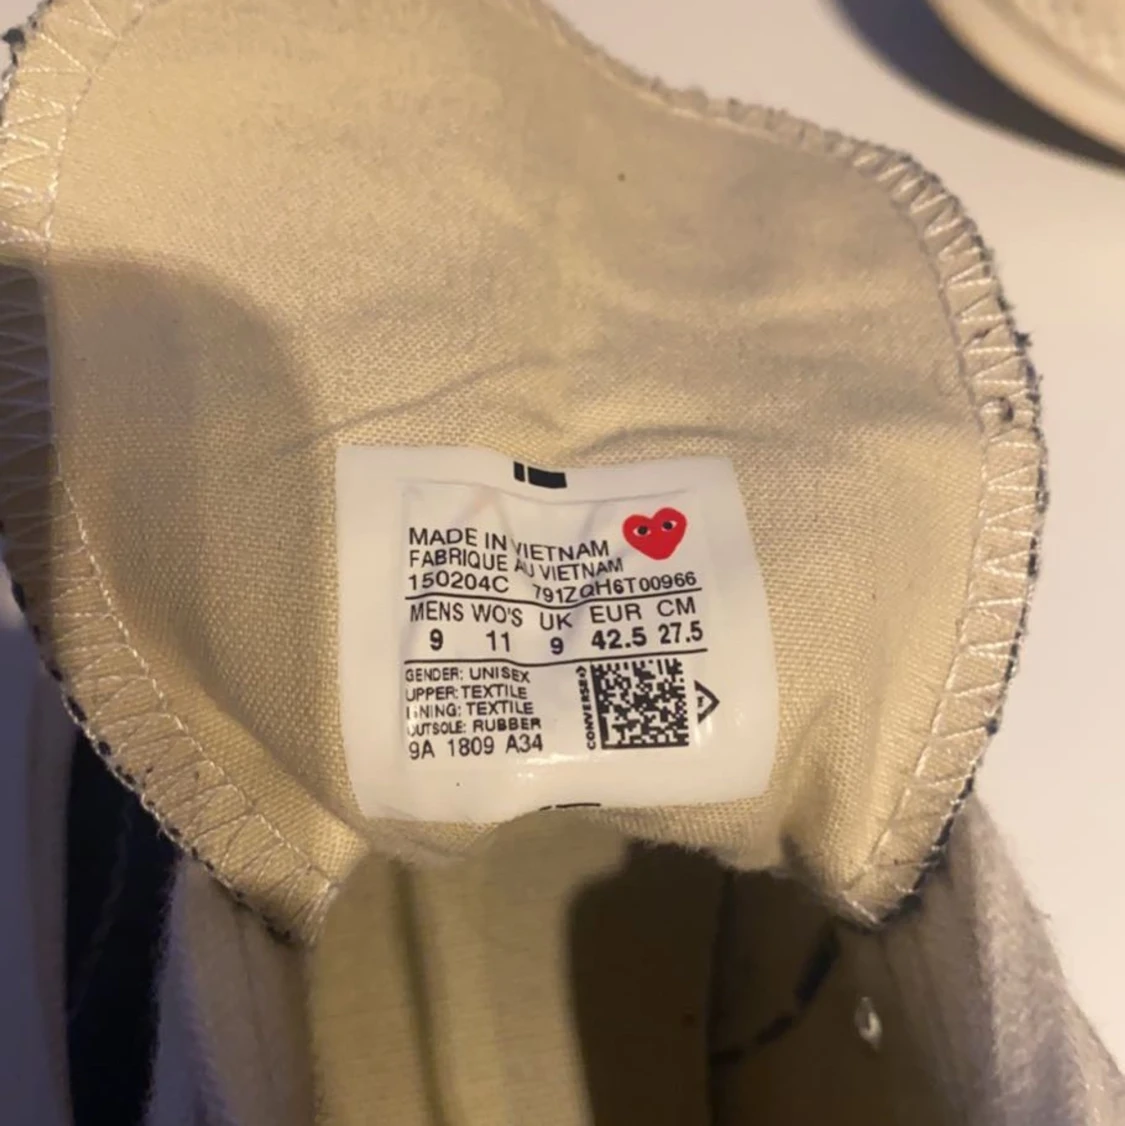 MADE IN VIETNAM
FABRIQUE AU VIETNAM
150204C 791ZQH6T00966
MENS WO'S UK EUR CM
9 11 9 42.5 27.5
GENDER: UNISEX
UPPER: TEXTILE
LINING: TEXTILE
OUTSOLE: RUBBER
9A 1809 A34
CONVERSE